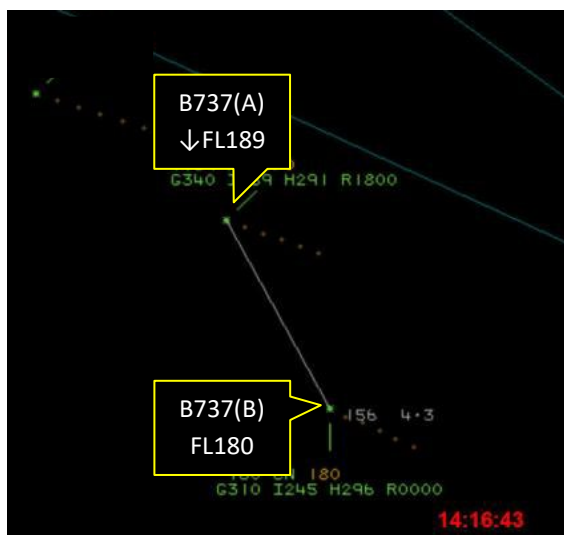 B737(A)
↓FL189
G340 H291 R1800
B737(B)
156 4·3
FL180
180
G310 I245 H296 R0000
14:16:43